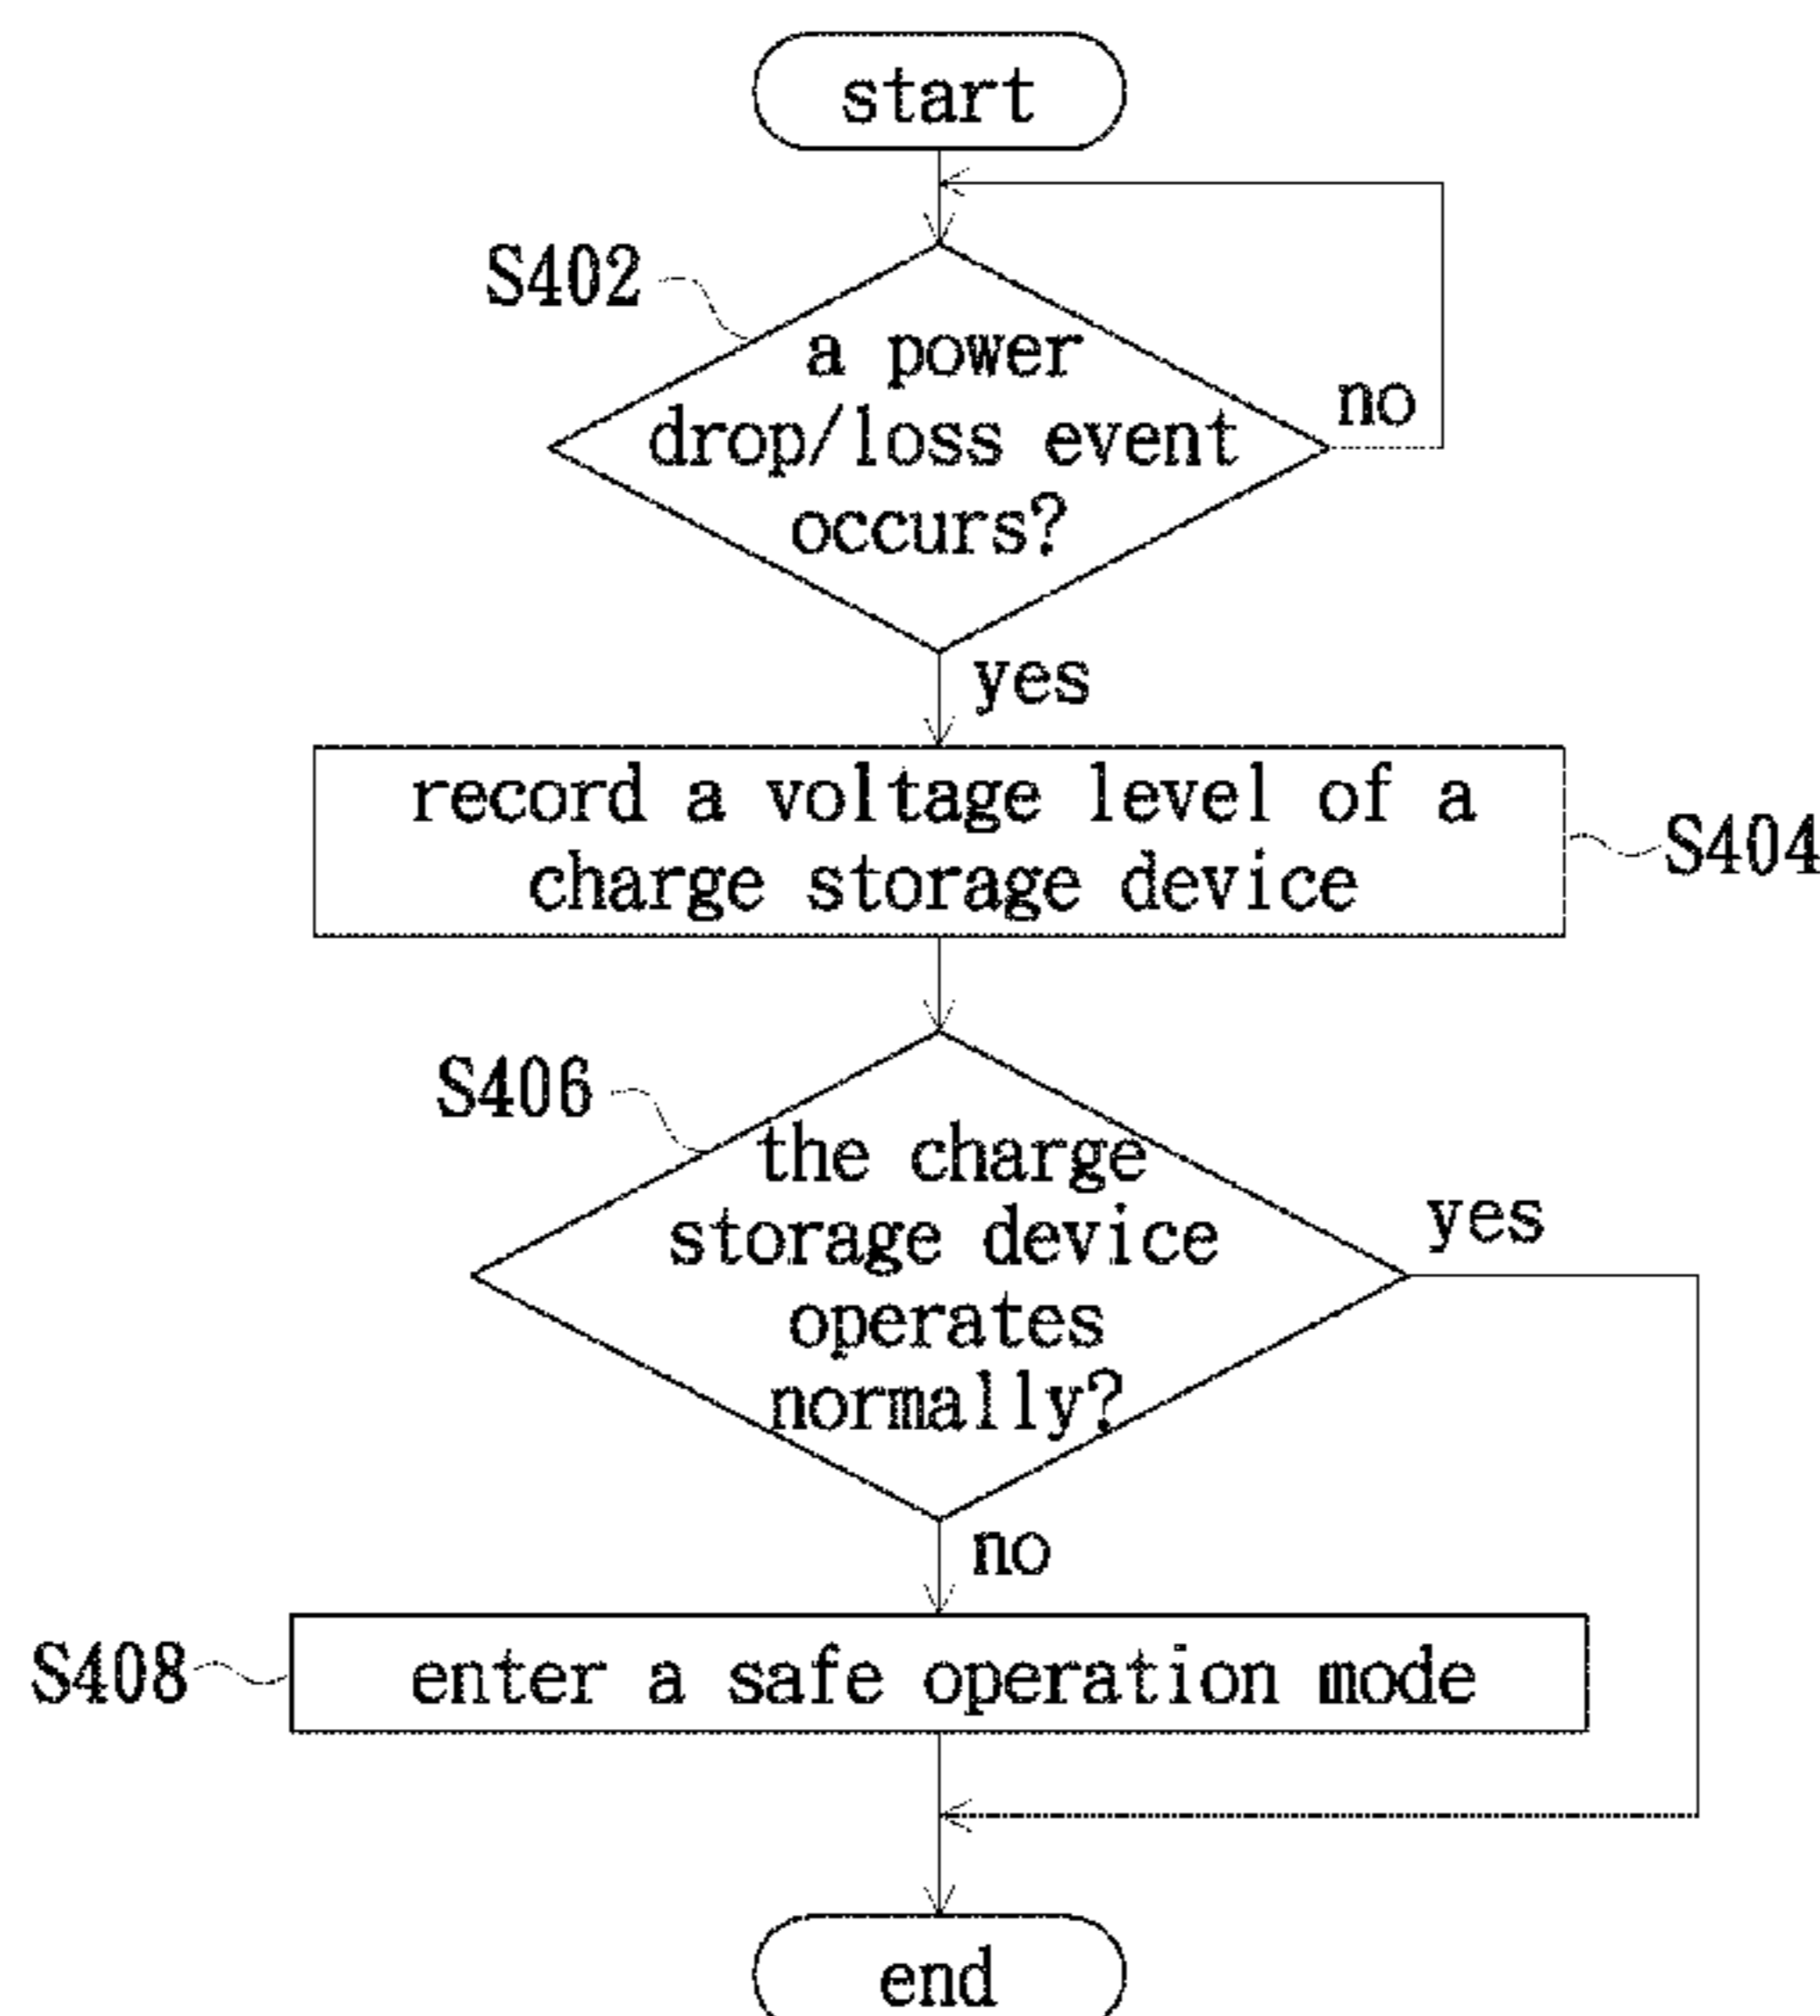 start
S402
a power
drop/loss event
occurs?
no
yes
record a voltage level of a
charge storage device
S404
S406
the charge
storage device
operates
normally?
yes
no
S408
enter a safe operation mode
end